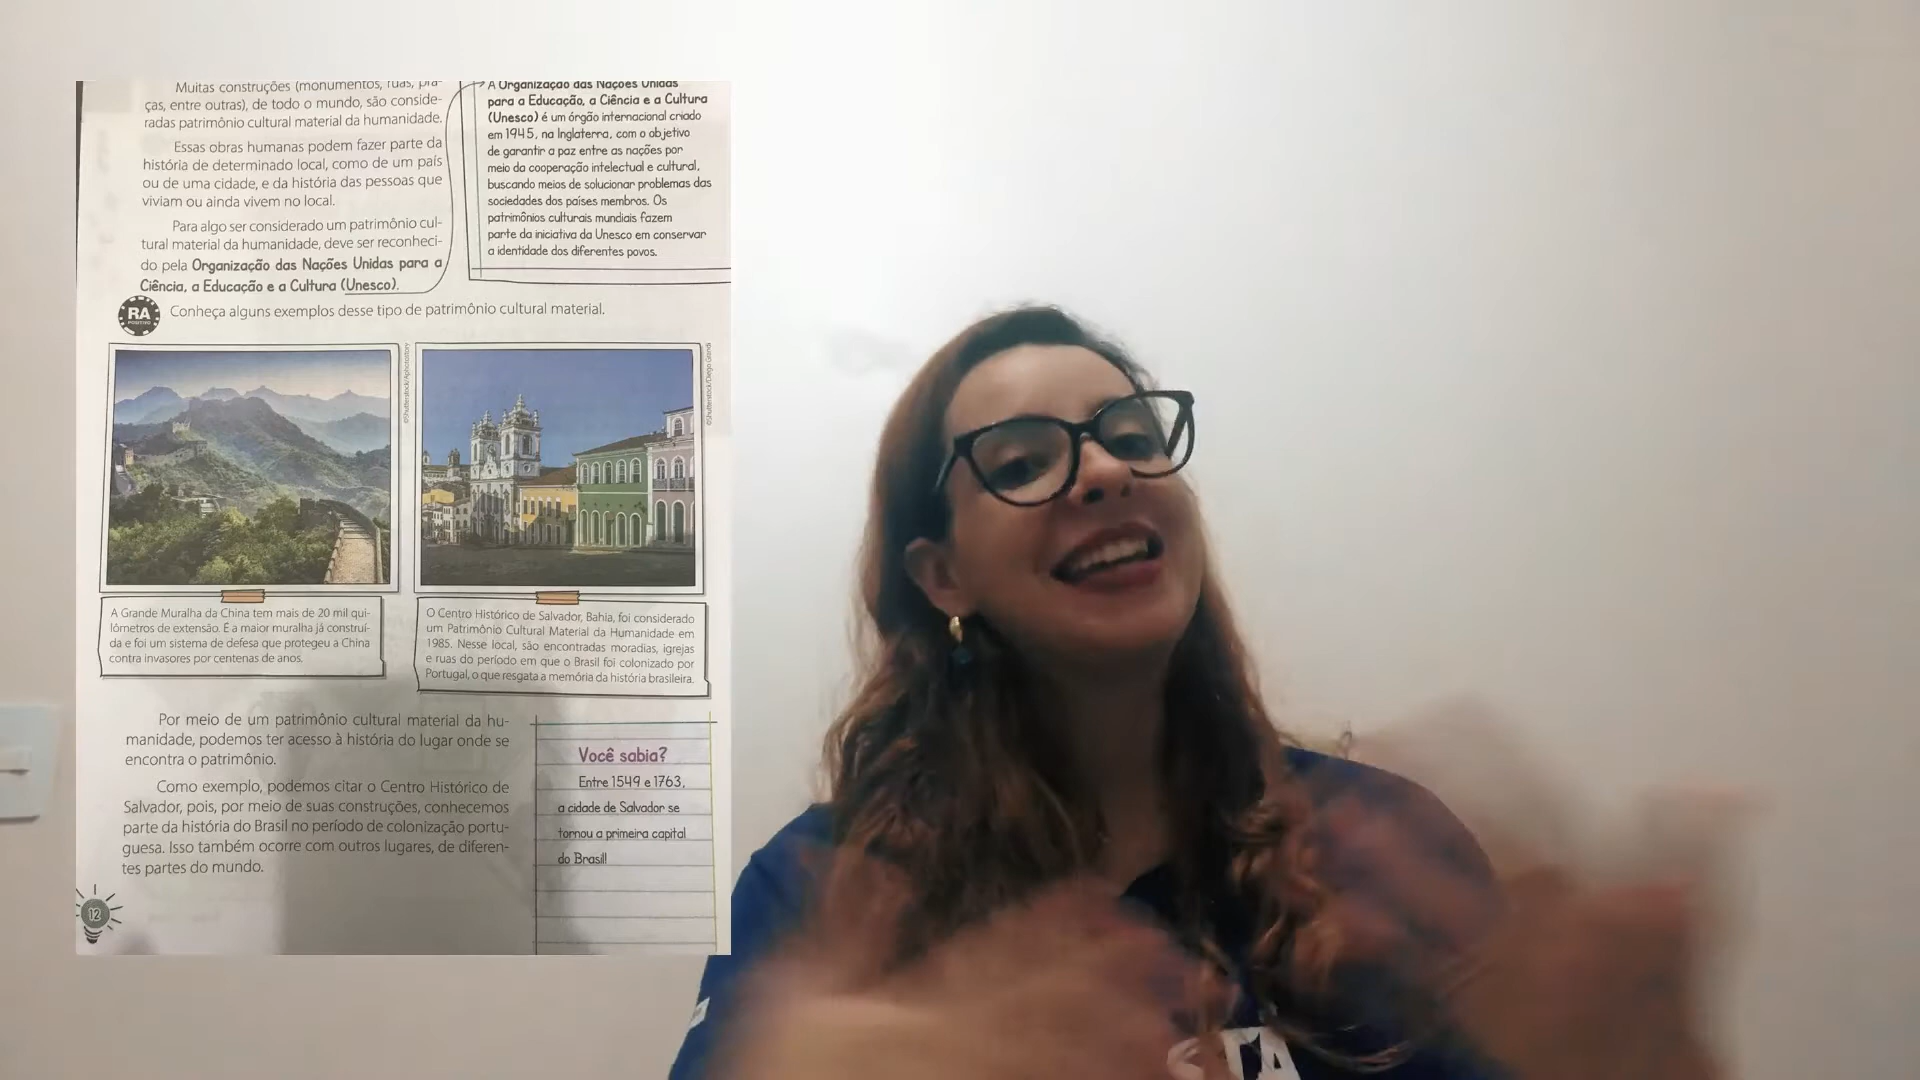 Muitas construções (monumentos, ruas, pra-
ças, entre outras), de todo o mundo, são conside-
radas patrimônio cultural material da humanidade.
Essas obras humanas podem fazer parte da
história de determinado local, como de um país
ou de uma cidade, e da história das pessoas que
viviam ou ainda vivem no local.
Para algo ser considerado um patrimônio cul-
tural material da humanidade, deve ser reconheci-
do pela Organização das Nações Unidas para a
Ciência, a Educação e a Cultura (Unesco).
A Organização das Nações Unidas
para a Educação, a Ciência e a Cultura
(Unesco) é um órgão internacional criado
em 1945, na Inglaterra, com o objetivo
de garantir a paz entre as nações por
meio da cooperação intelectual e cultural,
buscando meios de solucionar problemas das
sociedades dos países membros. Os
patrimônios culturais mundiais fazem
parte da iniciativa da Unesco em conservar
a identidade dos diferentes povos.
RA
POSITIVO
Conheça alguns exemplos desse tipo de patrimônio cultural material.
©Shutterstock/Aphotostory
©Shutterstock/Diego Grandi
A Grande Muralha da China tem mais de 20 mil qui-
lômetros de extensão. É a maior muralha já construí-
da e foi um sistema de defesa que protegeu a China
contra invasores por centenas de anos.
O Centro Histórico de Salvador, Bahia, foi considerado
um Patrimônio Cultural Material da Humanidade em
1985. Nesse local, são encontradas moradias, igrejas
e ruas do período em que o Brasil foi colonizado por
Portugal, o que resgata a memória da história brasileira.
Por meio de um patrimônio cultural material da hu-
manidade, podemos ter acesso à história do lugar onde se
encontra o patrimônio.
Como exemplo, podemos citar o Centro Histórico de
Salvador, pois, por meio de suas construções, conhecemos
parte da história do Brasil no período de colonização portu-
guesa. Isso também ocorre com outros lugares, de diferen-
tes partes do mundo.
Você sabia?
Entre 1549 e 1763,
a cidade de Salvador se
tornou a primeira capital
do Brasil!
12